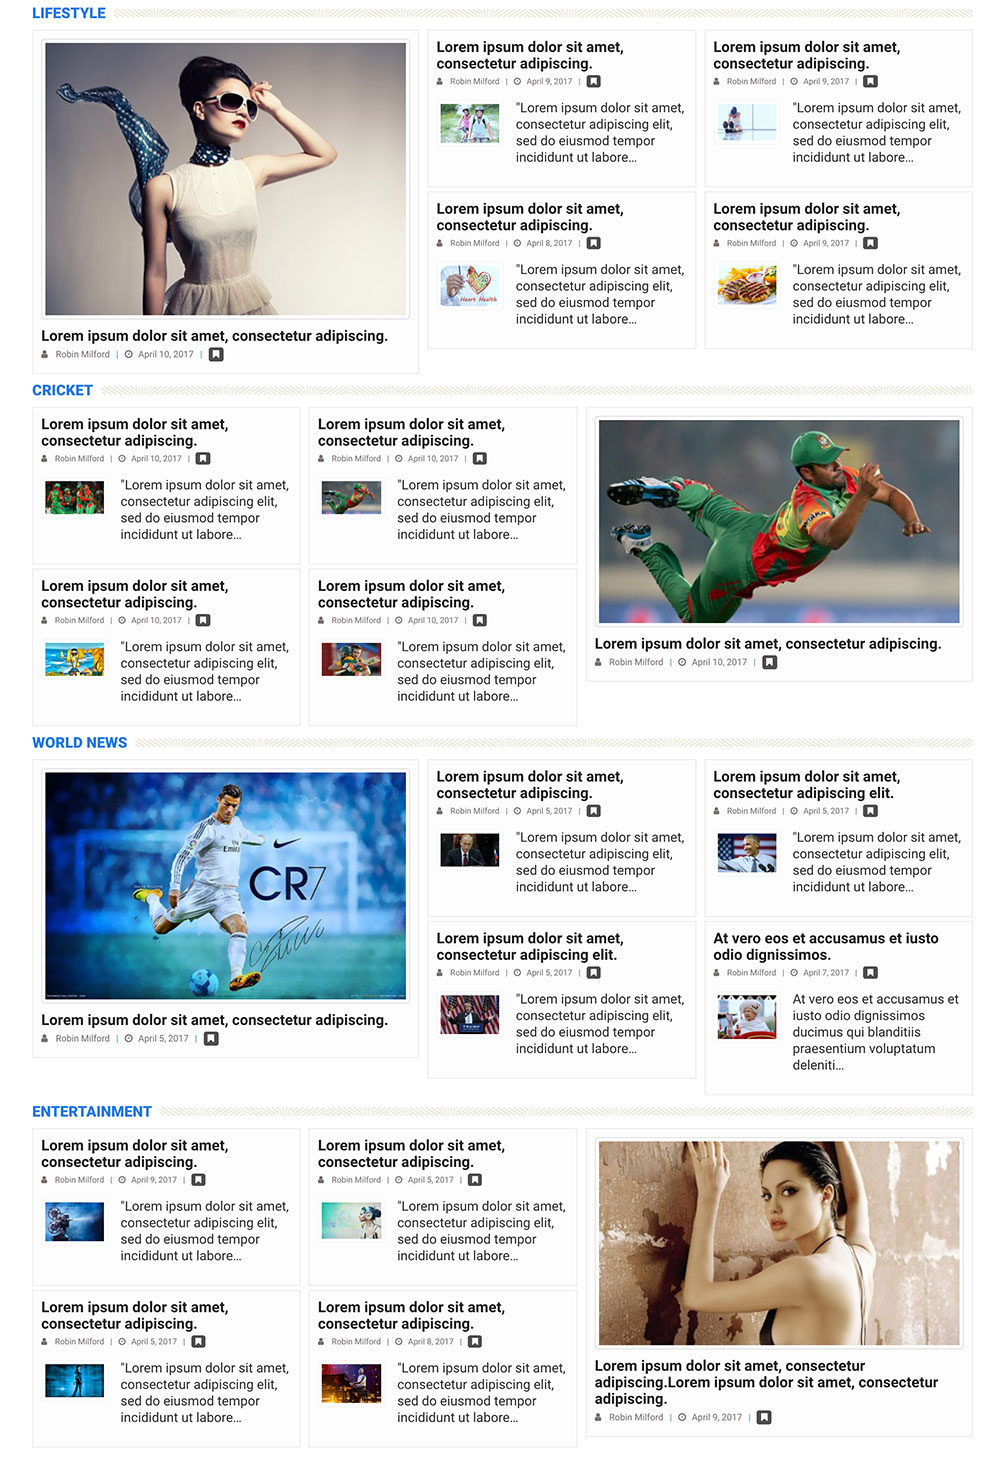 LIFESTYLE
Lorem ipsum dolor sit amet, consectetur adipiscing.
Robin Milford | April 10, 2017 |
Lorem ipsum dolor sit amet,
consectetur adipiscing.
Robin Milford | April 9, 2017 |
"Lorem ipsum dolor sit amet,
consectetur adipiscing elit,
sed do eiusmod tempor
incididunt ut labore...
Lorem ipsum dolor sit amet,
consectetur adipiscing.
Robin Milford | April 9, 2017 |
"Lorem ipsum dolor sit amet,
consectetur adipiscing elit,
sed do eiusmod tempor
incididunt ut labore...
Lorem ipsum dolor sit amet,
consectetur adipiscing.
Robin Milford | April 8, 2017 |
Heart Health
"Lorem ipsum dolor sit amet,
consectetur adipiscing elit,
sed do eiusmod tempor
incididunt ut labore...
Lorem ipsum dolor sit amet,
consectetur adipiscing.
Robin Milford | April 9, 2017 |
"Lorem ipsum dolor sit amet,
consectetur adipiscing elit,
sed do eiusmod tempor
incididunt ut labore...
CRICKET
Lorem ipsum dolor sit amet,
consectetur adipiscing.
Robin Milford | April 10, 2017 |
"Lorem ipsum dolor sit amet,
consectetur adipiscing elit,
sed do eiusmod tempor
incididunt ut labore...
Lorem ipsum dolor sit amet,
consectetur adipiscing.
Robin Milford | April 10, 2017 |
"Lorem ipsum dolor sit amet,
consectetur adipiscing elit,
sed do eiusmod tempor
incididunt ut labore...
Lorem ipsum dolor sit amet,
consectetur adipiscing.
Robin Milford | April 10, 2017 |
"Lorem ipsum dolor sit amet,
consectetur adipiscing elit,
sed do eiusmod tempor
incididunt ut labore...
Lorem ipsum dolor sit amet,
consectetur adipiscing.
Robin Milford | April 10, 2017 |
"Lorem ipsum dolor sit amet,
consectetur adipiscing elit,
sed do eiusmod tempor
incididunt ut labore...
Lorem ipsum dolor sit amet, consectetur adipiscing.
Robin Milford | April 10, 2017 |
WORLD NEWS
CR7
Lorem ipsum dolor sit amet, consectetur adipiscing.
Robin Milford | April 5, 2017 |
Lorem ipsum dolor sit amet,
consectetur adipiscing.
Robin Milford | April 5, 2017 |
"Lorem ipsum dolor sit amet,
consectetur adipiscing elit,
sed do eiusmod tempor
incididunt ut labore...
Lorem ipsum dolor sit amet,
consectetur adipiscing elit.
Robin Milford | April 5, 2017 |
"Lorem ipsum dolor sit amet,
consectetur adipiscing elit,
sed do eiusmod tempor
incididunt ut labore...
Lorem ipsum dolor sit amet,
consectetur adipiscing elit.
Robin Milford | April 5, 2017 |
TRUMP
"Lorem ipsum dolor sit amet,
consectetur adipiscing elit,
sed do eiusmod tempor
incididunt ut labore...
At vero eos et accusamus et iusto
odio dignissimos.
Robin Milford | April 7, 2017 |
At vero eos et accusamus et
iusto odio dignissimos
ducimus qui blanditiis
praesentium voluptatum
deleniti...
ENTERTAINMENT
Lorem ipsum dolor sit amet,
consectetur adipiscing.
Robin Milford | April 9, 2017 |
"Lorem ipsum dolor sit amet,
consectetur adipiscing elit,
sed do eiusmod tempor
incididunt ut labore...
Lorem ipsum dolor sit amet,
consectetur adipiscing.
Robin Milford | April 5, 2017 |
"Lorem ipsum dolor sit amet,
consectetur adipiscing elit,
sed do eiusmod tempor
incididunt ut labore...
Lorem ipsum dolor sit amet,
consectetur adipiscing.
Robin Milford | April 5, 2017 |
"Lorem ipsum dolor sit amet,
consectetur adipiscing elit,
sed do eiusmod tempor
incididunt ut labore...
Lorem ipsum dolor sit amet,
consectetur adipiscing.
Robin Milford | April 8, 2017 |
"Lorem ipsum dolor sit amet,
consectetur adipiscing elit,
sed do eiusmod tempor
incididunt ut labore...
Lorem ipsum dolor sit amet, consectetur
adipiscing.Lorem ipsum dolor sit amet, consectetur
adipiscing.
Robin Milford | April 9, 2017 |